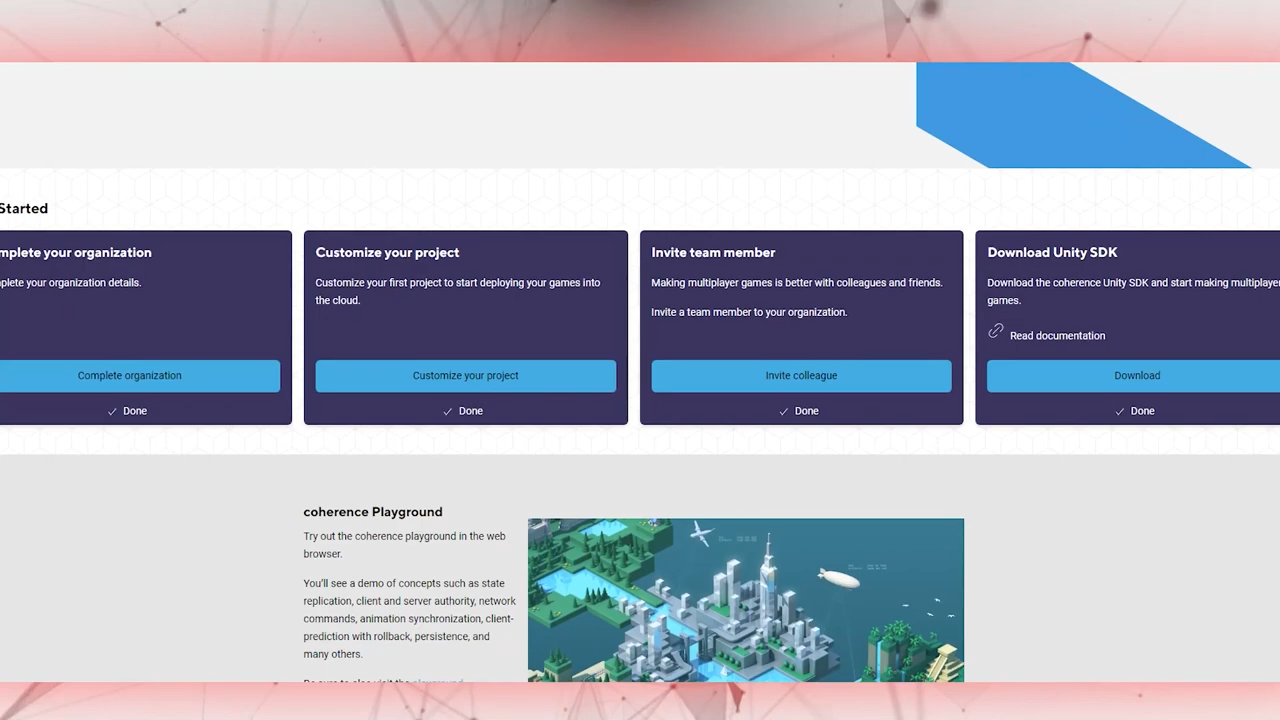 Started
mplete your organization
plete your organization details.
Complete organization
Done
Customize your project
Customize your first project to start deploying your games into
the cloud.
Customize your project
Done
Invite team member
Making multiplayer games is better with colleagues and friends.
Invite a team member to your organization.
Invite colleague
Done
Download Unity SDK
Download the coherence Unity SDK and start making multiplayer
games.
Read documentation
Download
Done
coherence Playground
Try out the coherence playground in the web
browser.
You'll see a demo of concepts such as state
replication, client and server authority, network
commands, animation synchronization, client-
prediction with rollback, persistence, and
many others.